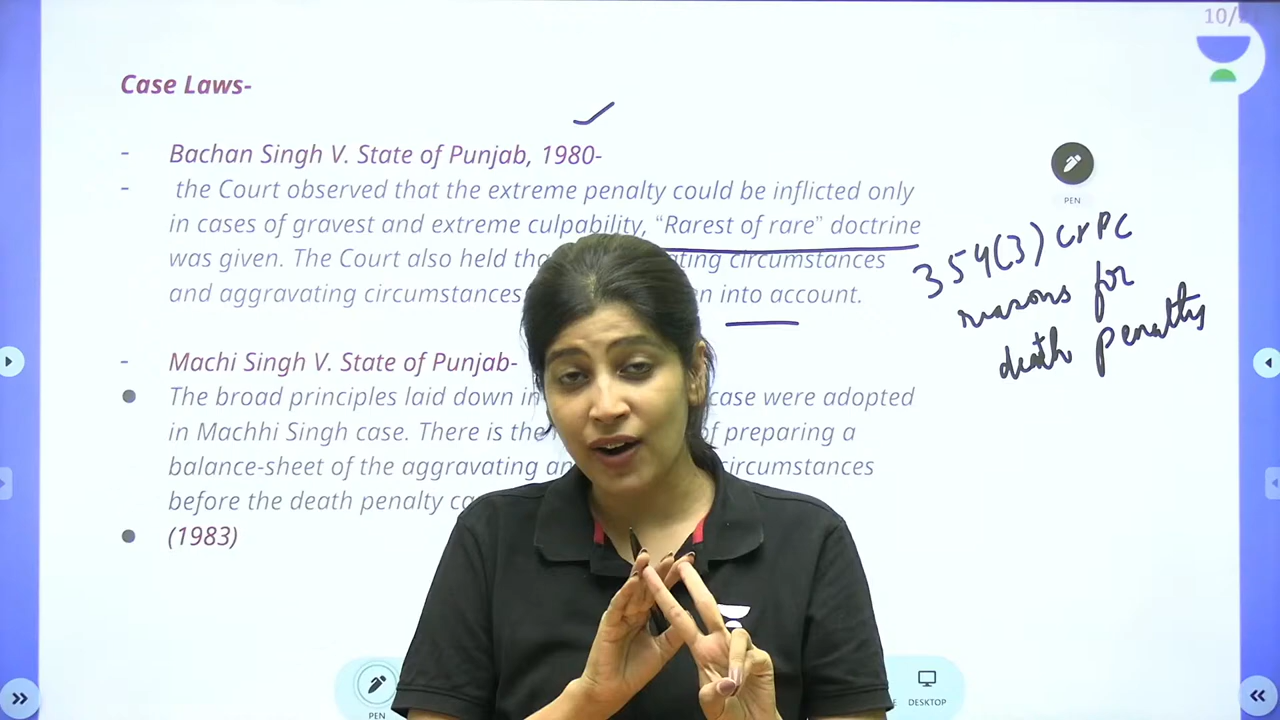 10/
Case Laws-
- Bachan Singh V. State of Punjab, 1980-
- the Court observed that the extreme penalty could be inflicted only
in cases of gravest and extreme culpability, “Rarest of rare” doctrine
was given. The Court also held tha ating circumstances
and aggravating circumstances en into account.
- Machi Singh V. State of Punjab-
● The broad principles laid down in case were adopted
in Machhi Singh case. There is the of preparing a
balance-sheet of the aggravating an circumstances
before the death penalty ca
● (1983)
PEN
354(3) CrPC
reasons for
death penalty
PEN
DESKTOP